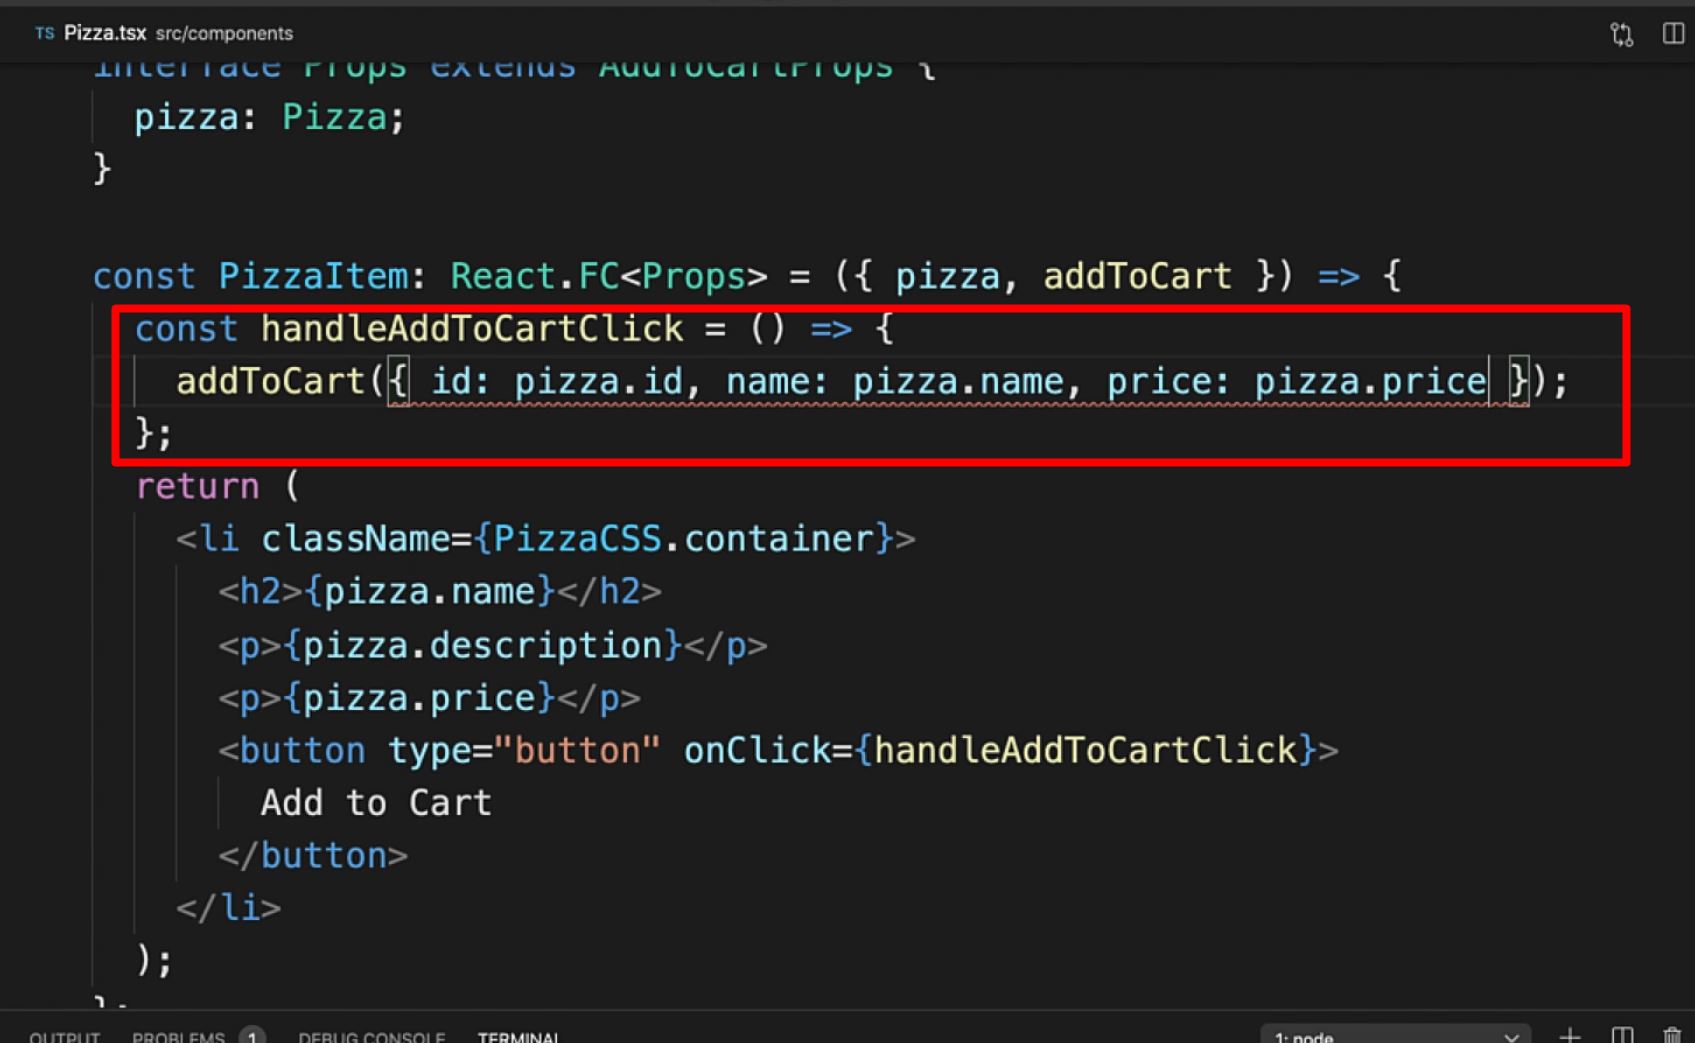 TS Pizza.tsx src/components
interface Props extends AddToCartProps {
pizza: Pizza;
}
const PizzaItem: React.FC<Props> = ({ pizza, addToCart }) => {
const handleAddToCartClick = () => {
addToCart({ id: pizza.id, name: pizza.name, price: pizza.price });
};
return (
<li className={PizzaCSS.container}>
<h2>{pizza.name}</h2>
<p>{pizza.description}</p>
<p>{pizza.price}</p>
<button type="button" onClick={handleAddToCartClick}>
Add to Cart
</button>
</li>
);
};
OUTPUT PROBLEMS 1 DEBUG CONSOLE TERMINAL 1: node